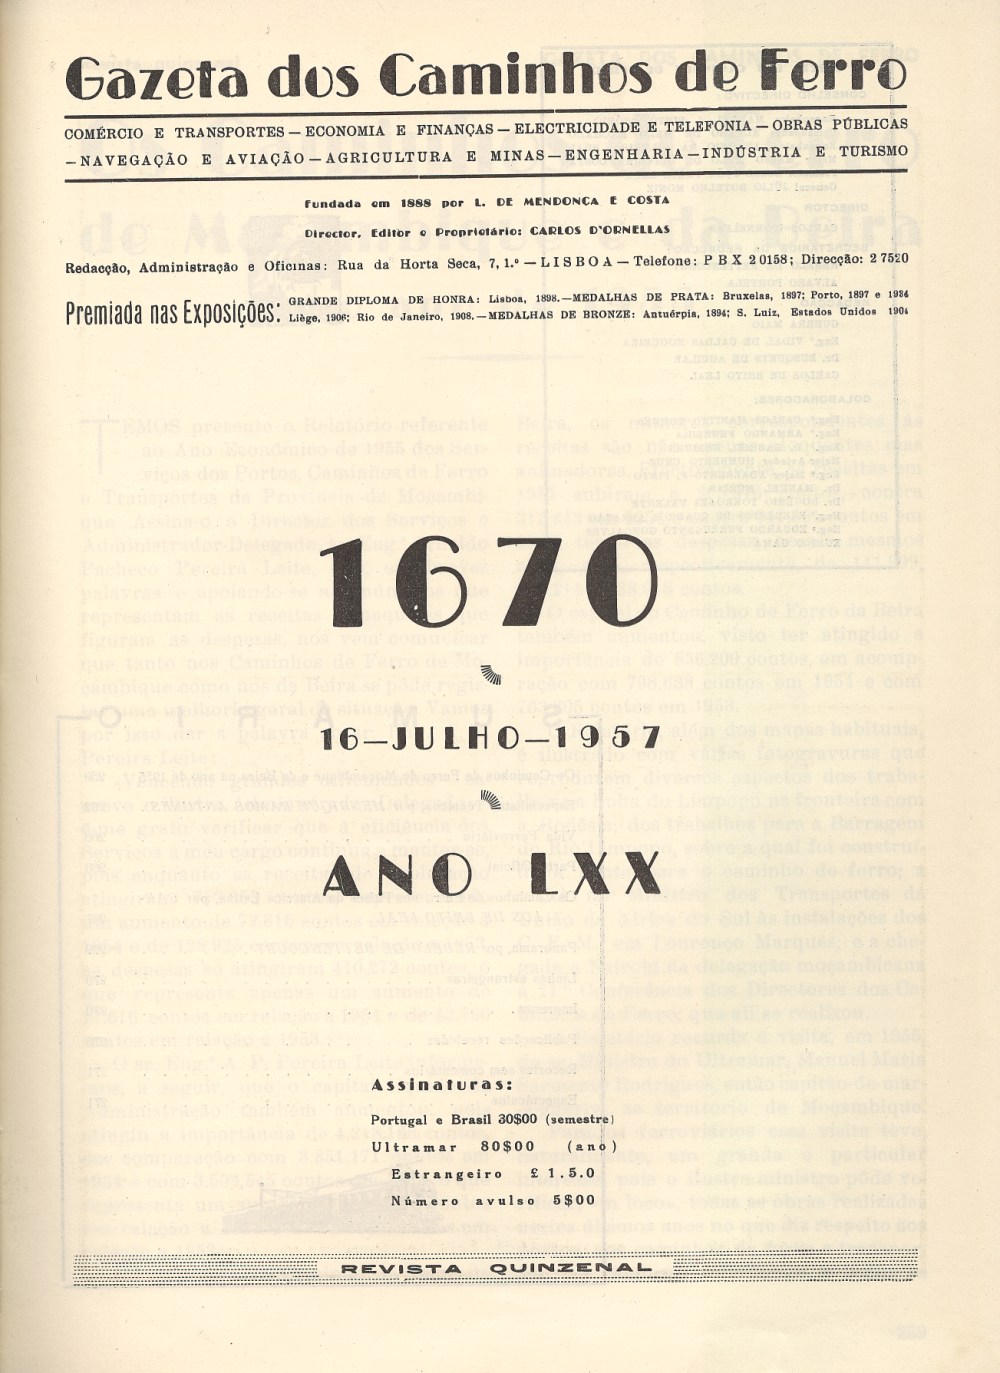 Gazeta dos Caminhos de Ferro
COMÉRCIO E TRANSPORTES — ECONOMIA E FINANÇAS — ELECTRICIDADE E TELEFONIA — OBRAS PÚBLICAS
— NAVEGAÇÃO E AVIAÇÃO — AGRICULTURA E MINAS — ENGENHARIA — INDÚSTRIA E TURISMO
Fundada em 1888 por L. DE MENDONÇA E COSTA
Director, Editor e Proprietário: CARLOS D'ORNELLAS
Redacção, Administração e Oficinas: Rua da Horta Seca, 7, 1.º — LISBOA — Telefone: PBX 20158; Direcção: 27520
Premiada nas Exposições:
GRANDE DIPLOMA DE HONRA: Lisboa, 1898. — MEDALHAS DE PRATA: Bruxelas, 1897; Porto, 1897 e 1934
Liège, 1906; Rio de Janeiro, 1908. — MEDALHAS DE BRONZE: Antuérpia, 1894; S. Luiz, Estados Unidos 1904
1670
16—JULHO—1957
ANO LXX
Assinaturas:
Portugal e Brasil 30$00 (semestre)
Ultramar 80$00 (ano)
Estrangeiro £ 1.5.0
Número avulso 5$00
REVISTA QUINZENAL